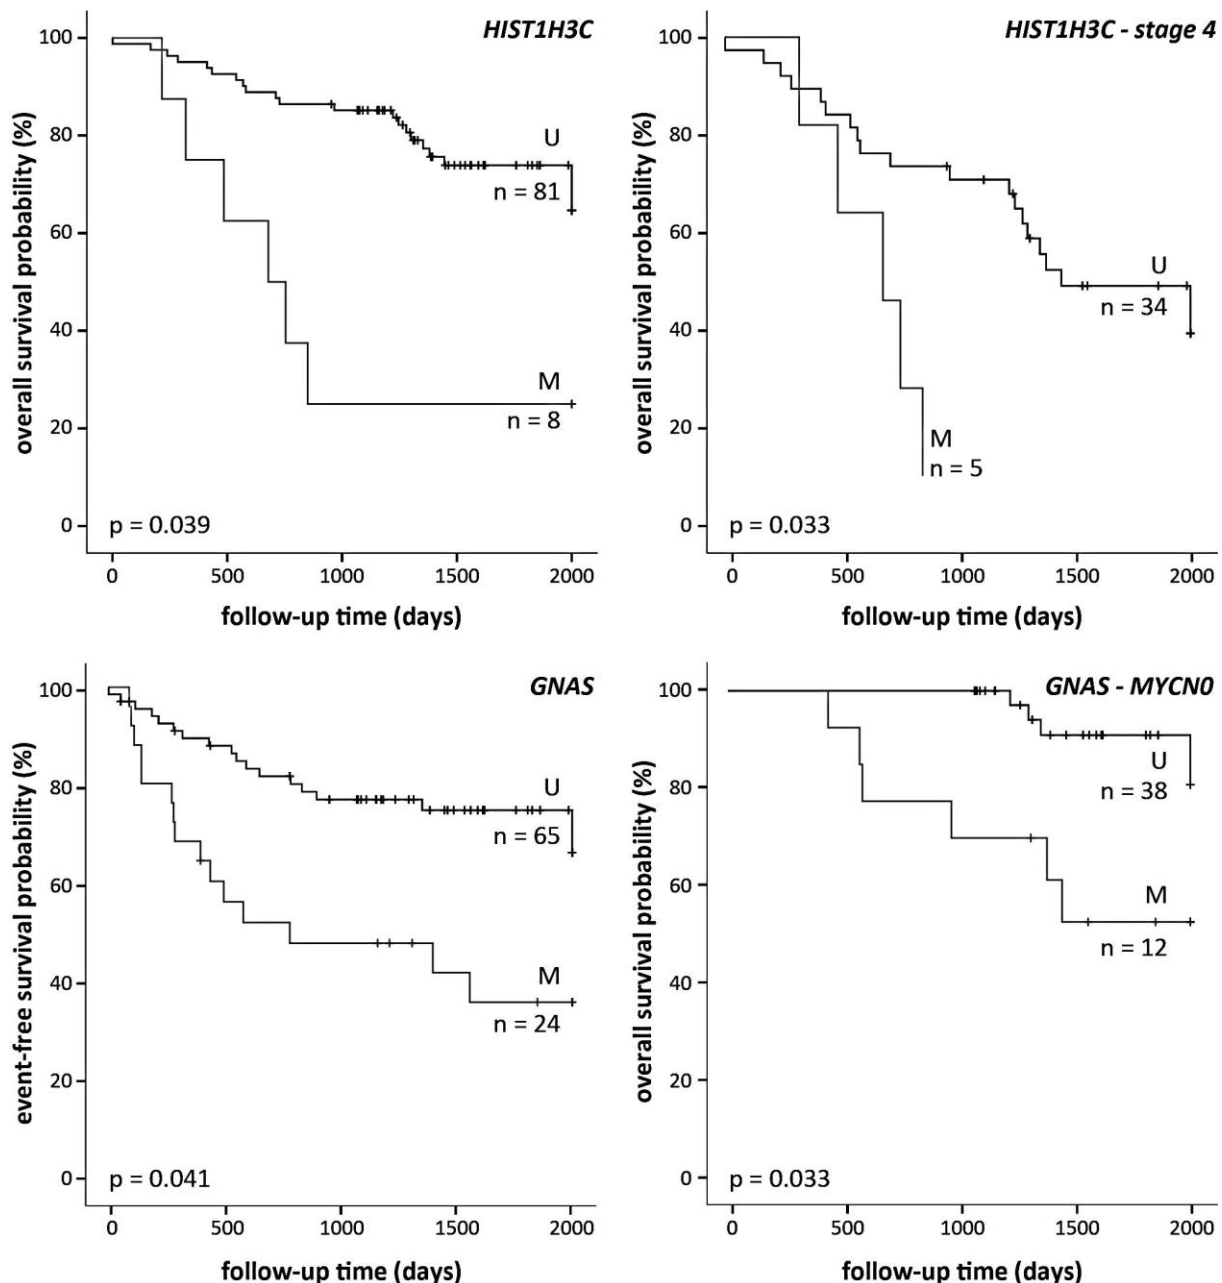 HIST1H3C
overall survival probability (%)
100
80
60
40
20
0
U
n = 81
M
n = 8
p = 0.039
0 500 1000 1500 2000
follow-up time (days)
HIST1H3C - stage 4
overall survival probability (%)
100
80
60
40
20
0
U
n = 34
M
n = 5
p = 0.033
0 500 1000 1500 2000
follow-up time (days)
GNAS
event-free survival probability (%)
100
80
60
40
20
0
U
n = 65
M
n = 24
p = 0.041
0 500 1000 1500 2000
follow-up time (days)
GNAS - MYCN0
overall survival probability (%)
100
80
60
40
20
0
U
n = 38
M
n = 12
p = 0.033
0 500 1000 1500 2000
follow-up time (days)